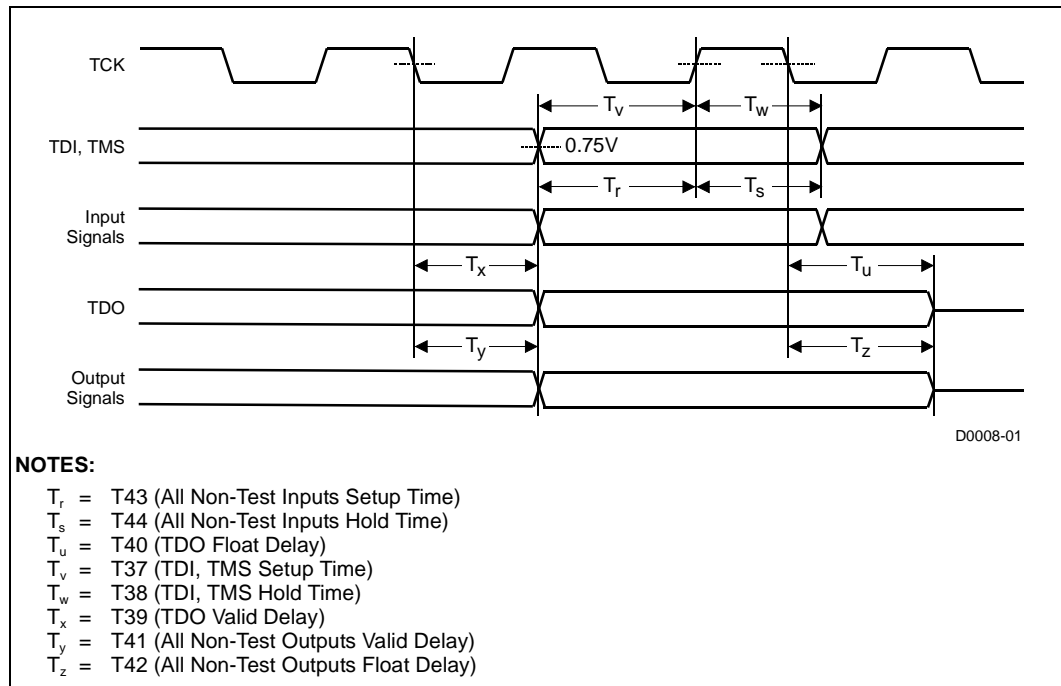 TCK
Tv
Tw
TDI, TMS
0.75V
Tr
Ts
Input
Signals
Tx
Tu
TDO
Ty
Tz
Output
Signals
D0008-01
NOTES:
Tr = T43 (All Non-Test Inputs Setup Time)
Ts = T44 (All Non-Test Inputs Hold Time)
Tu = T40 (TDO Float Delay)
Tv = T37 (TDI, TMS Setup Time)
Tw = T38 (TDI, TMS Hold Time)
Tx = T39 (TDO Valid Delay)
Ty = T41 (All Non-Test Outputs Valid Delay)
Tz = T42 (All Non-Test Outputs Float Delay)